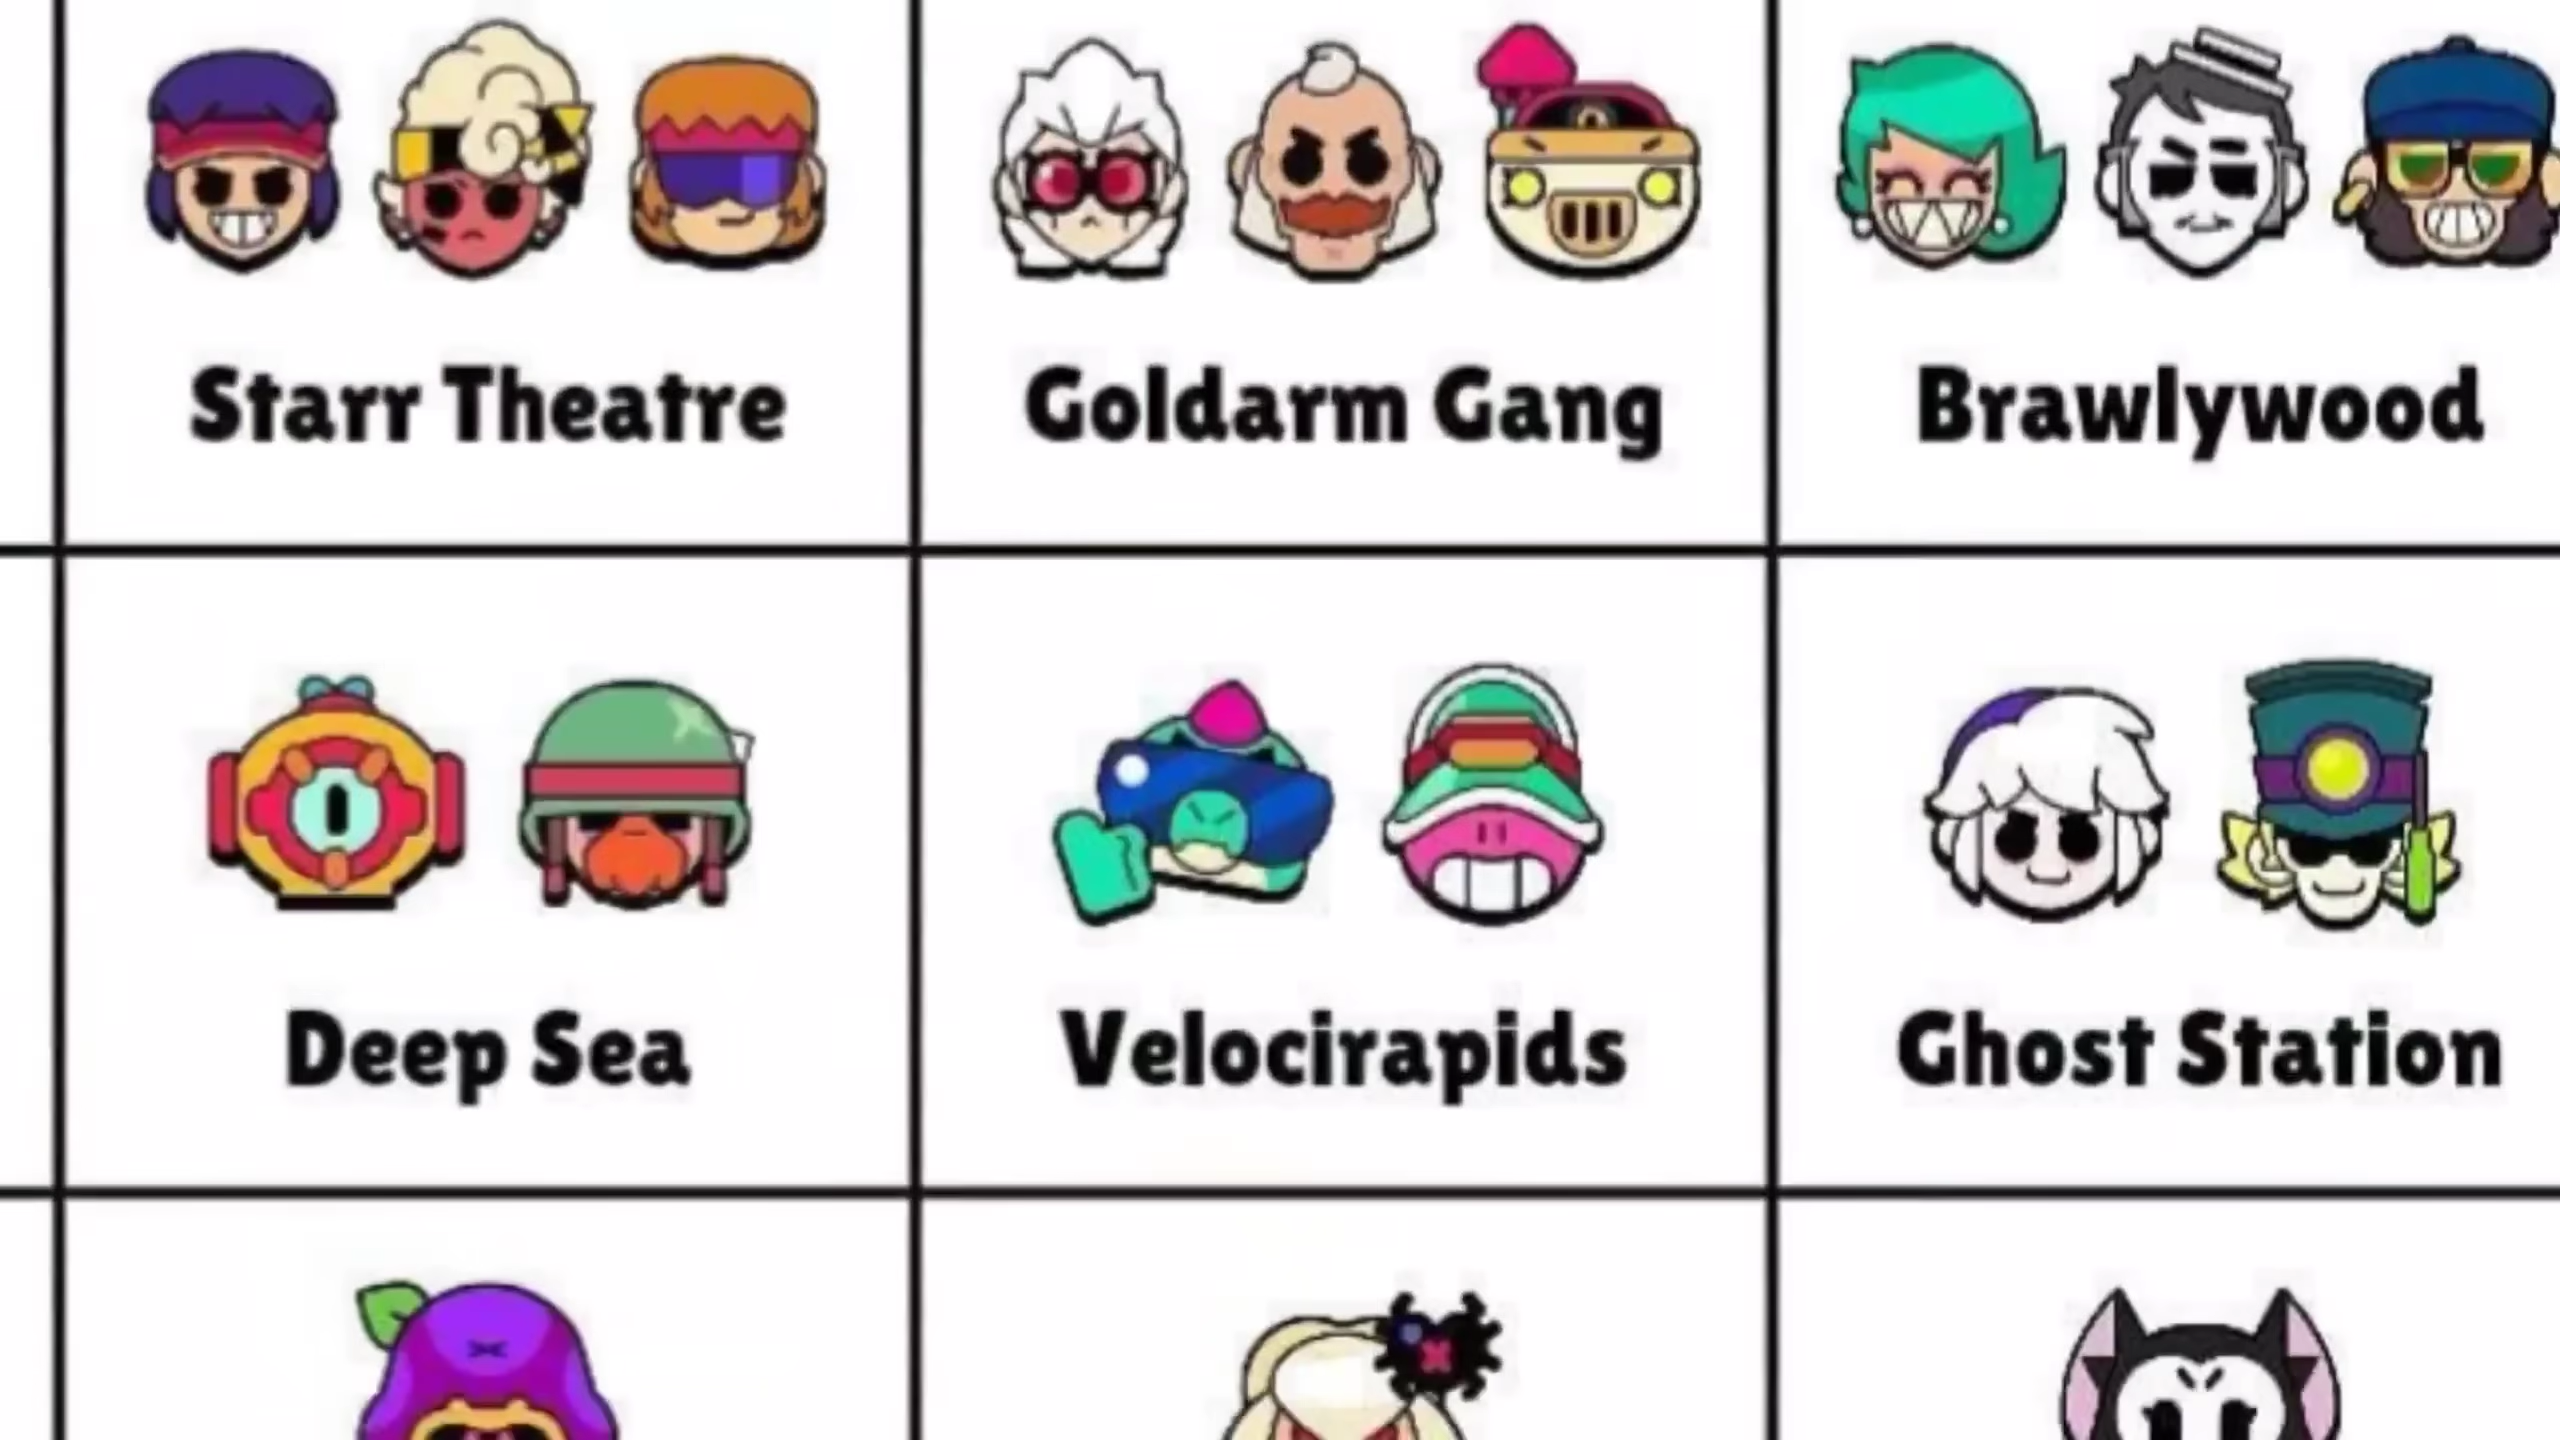 Starr Theatre
Goldarm Gang
Brawlywood
Deep Sea
Velocirapids
Ghost Station